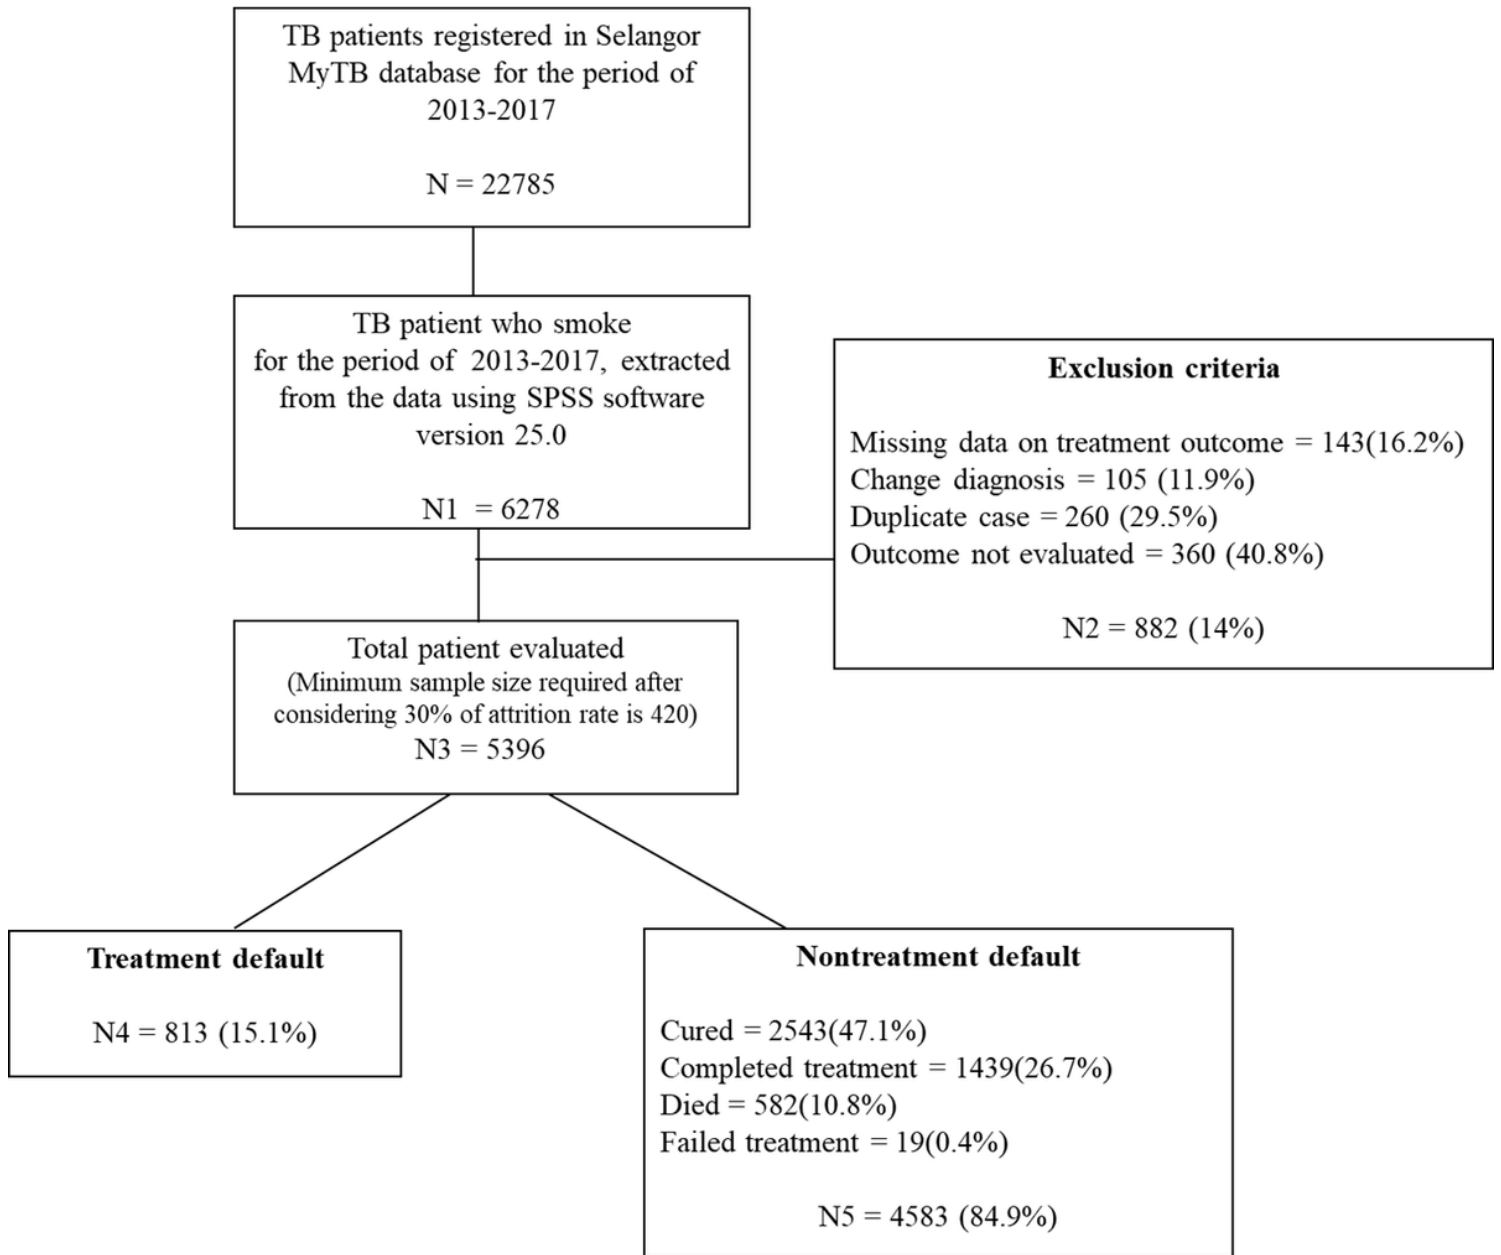 TB patients registered in Selangor
MyTB database for the period of
2013-2017
N = 22785
TB patient who smoke
for the period of 2013-2017, extracted
from the data using SPSS software
version 25.0
N1 = 6278
Exclusion criteria
Missing data on treatment outcome = 143(16.2%)
Change diagnosis = 105 (11.9%)
Duplicate case = 260 (29.5%)
Outcome not evaluated = 360 (40.8%)
N2 = 882 (14%)
Total patient evaluated
(Minimum sample size required after
considering 30% of attrition rate is 420)
N3 = 5396
Treatment default
N4 = 813 (15.1%)
Nontreatment default
Cured = 2543(47.1%)
Completed treatment = 1439(26.7%)
Died = 582(10.8%)
Failed treatment = 19(0.4%)
N5 = 4583 (84.9%)